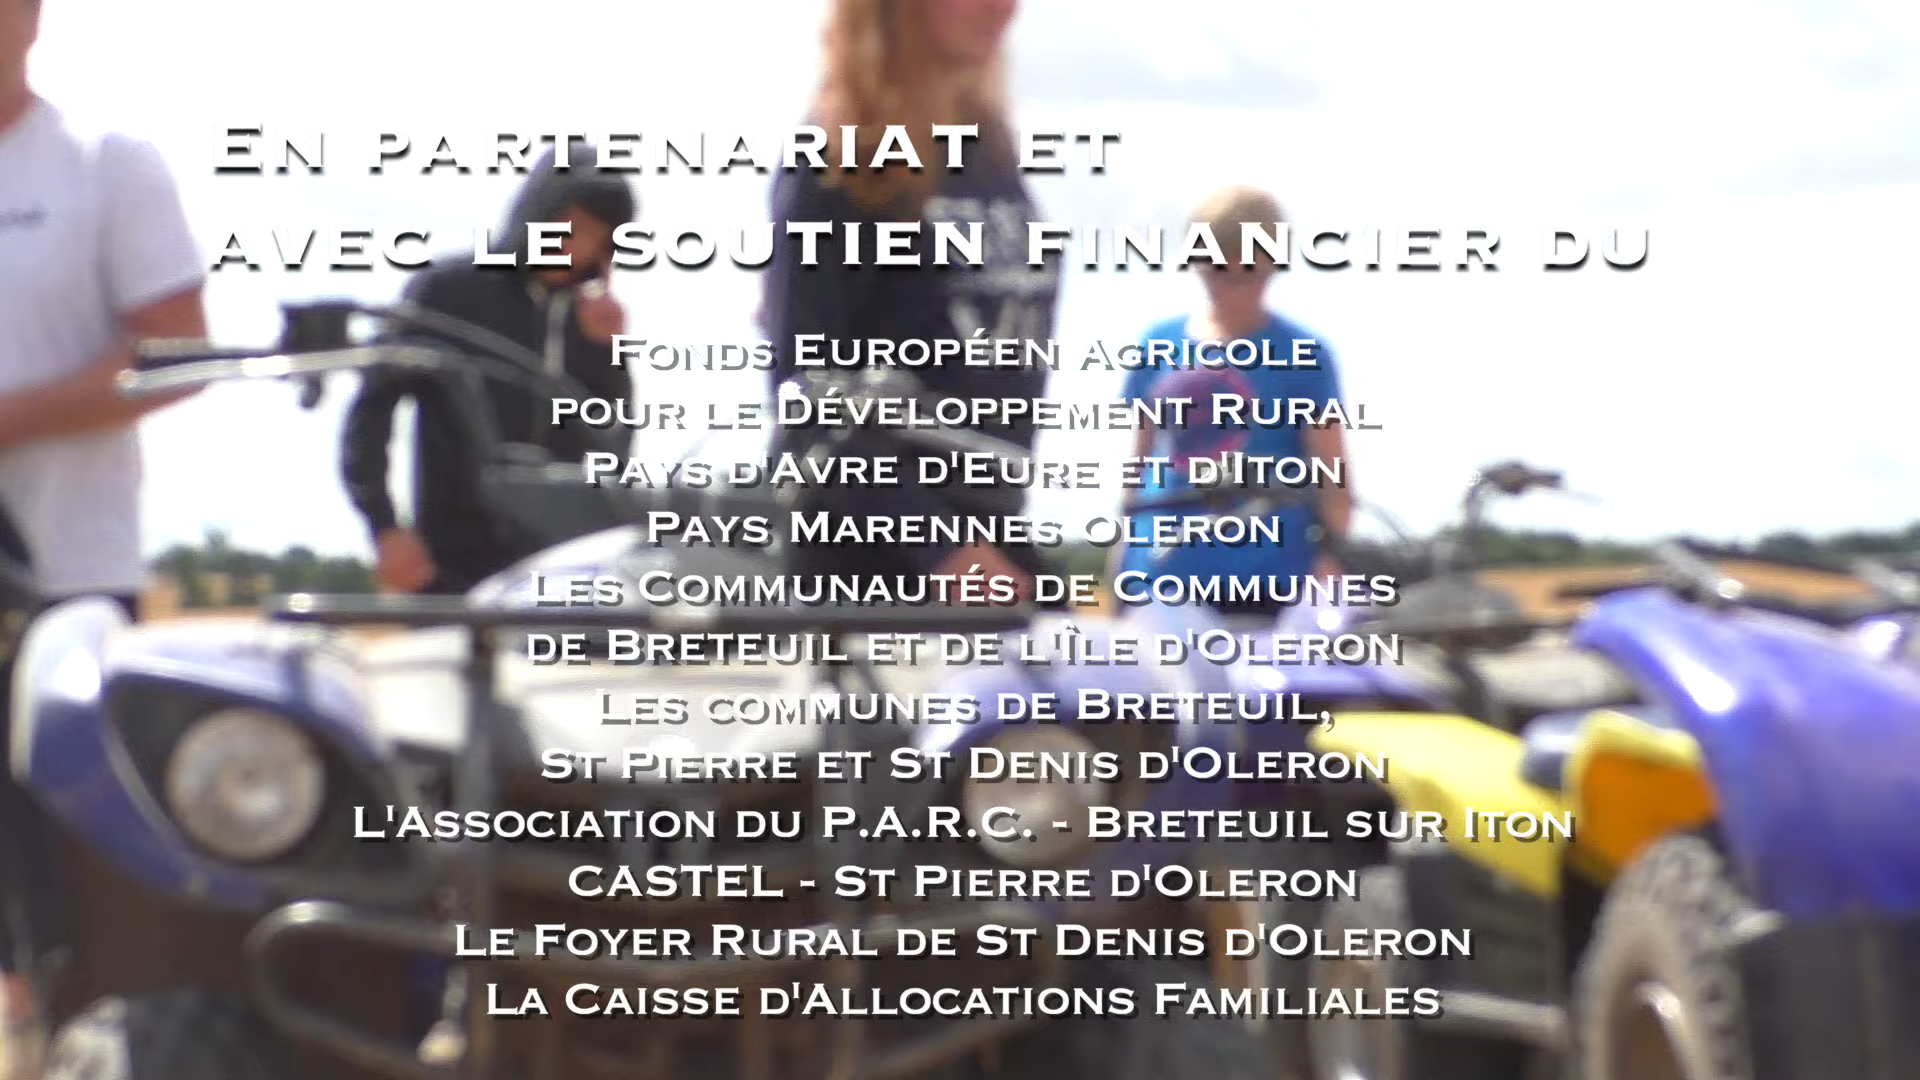 En partenariat et
avec le soutien financier du
Fonds Européen Agricole
pour le Développement Rural
Pays d'Avre d'Eure et d'Iton
Pays Marennes Oleron
Les Communautés de Communes
de Breteuil et de l'Île d'Oleron
Les communes de Breteuil,
St Pierre et St Denis d'Oleron
L'Association du P.A.R.C. - Breteuil sur Iton
CASTEL - St Pierre d'Oleron
Le Foyer Rural de St Denis d'Oleron
La Caisse d'Allocations Familiales